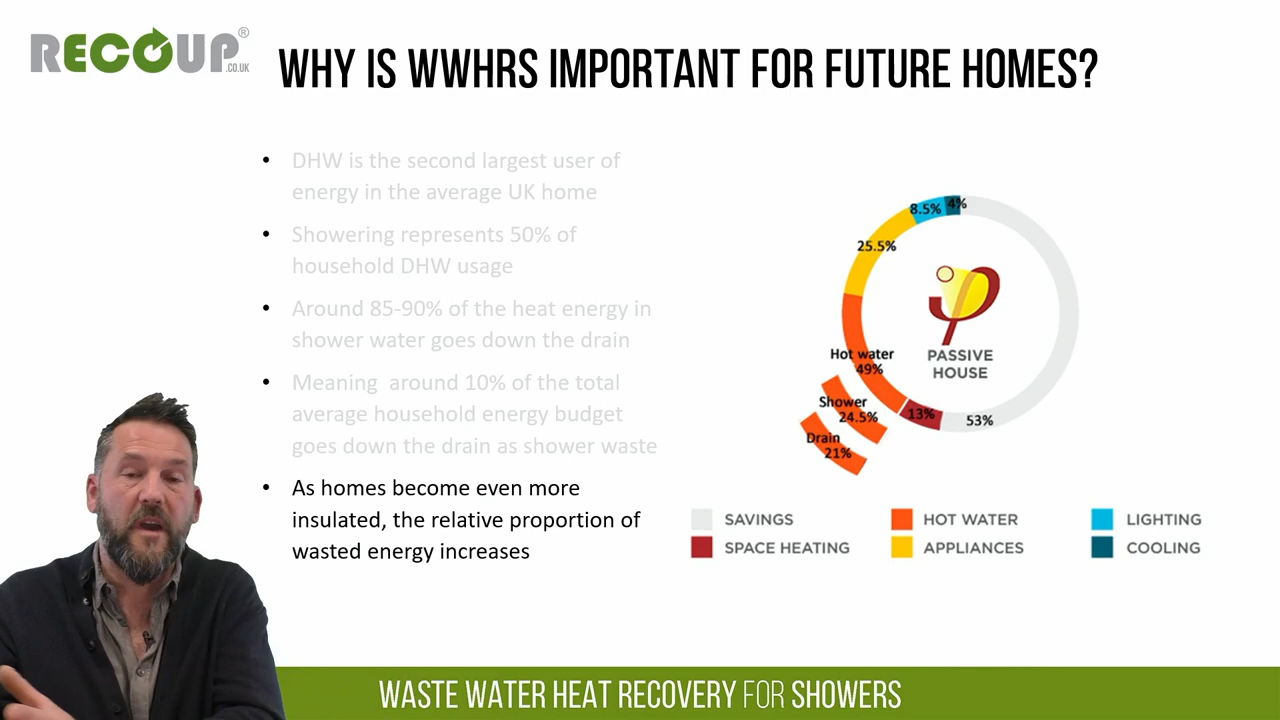 RECOUP®
.CO.UK
WHY IS WWHRS IMPORTANT FOR FUTURE HOMES?
• DHW is the second largest user of
energy in the average UK home
• Showering represents 50% of
household DHW usage
• Around 85-90% of the heat energy in
shower water goes down the drain
• Meaning around 10% of the total
average household energy budget
goes down the drain as shower waste
• As homes become even more
insulated, the relative proportion of
wasted energy increases
8.5%
4%
25.5%
Hot water
49%
PASSIVE
HOUSE
Shower
24.5%
13%
53%
Drain
21%
SAVINGS
HOT WATER
LIGHTING
SPACE HEATING
APPLIANCES
COOLING
WASTE WATER HEAT RECOVERY FOR SHOWERS